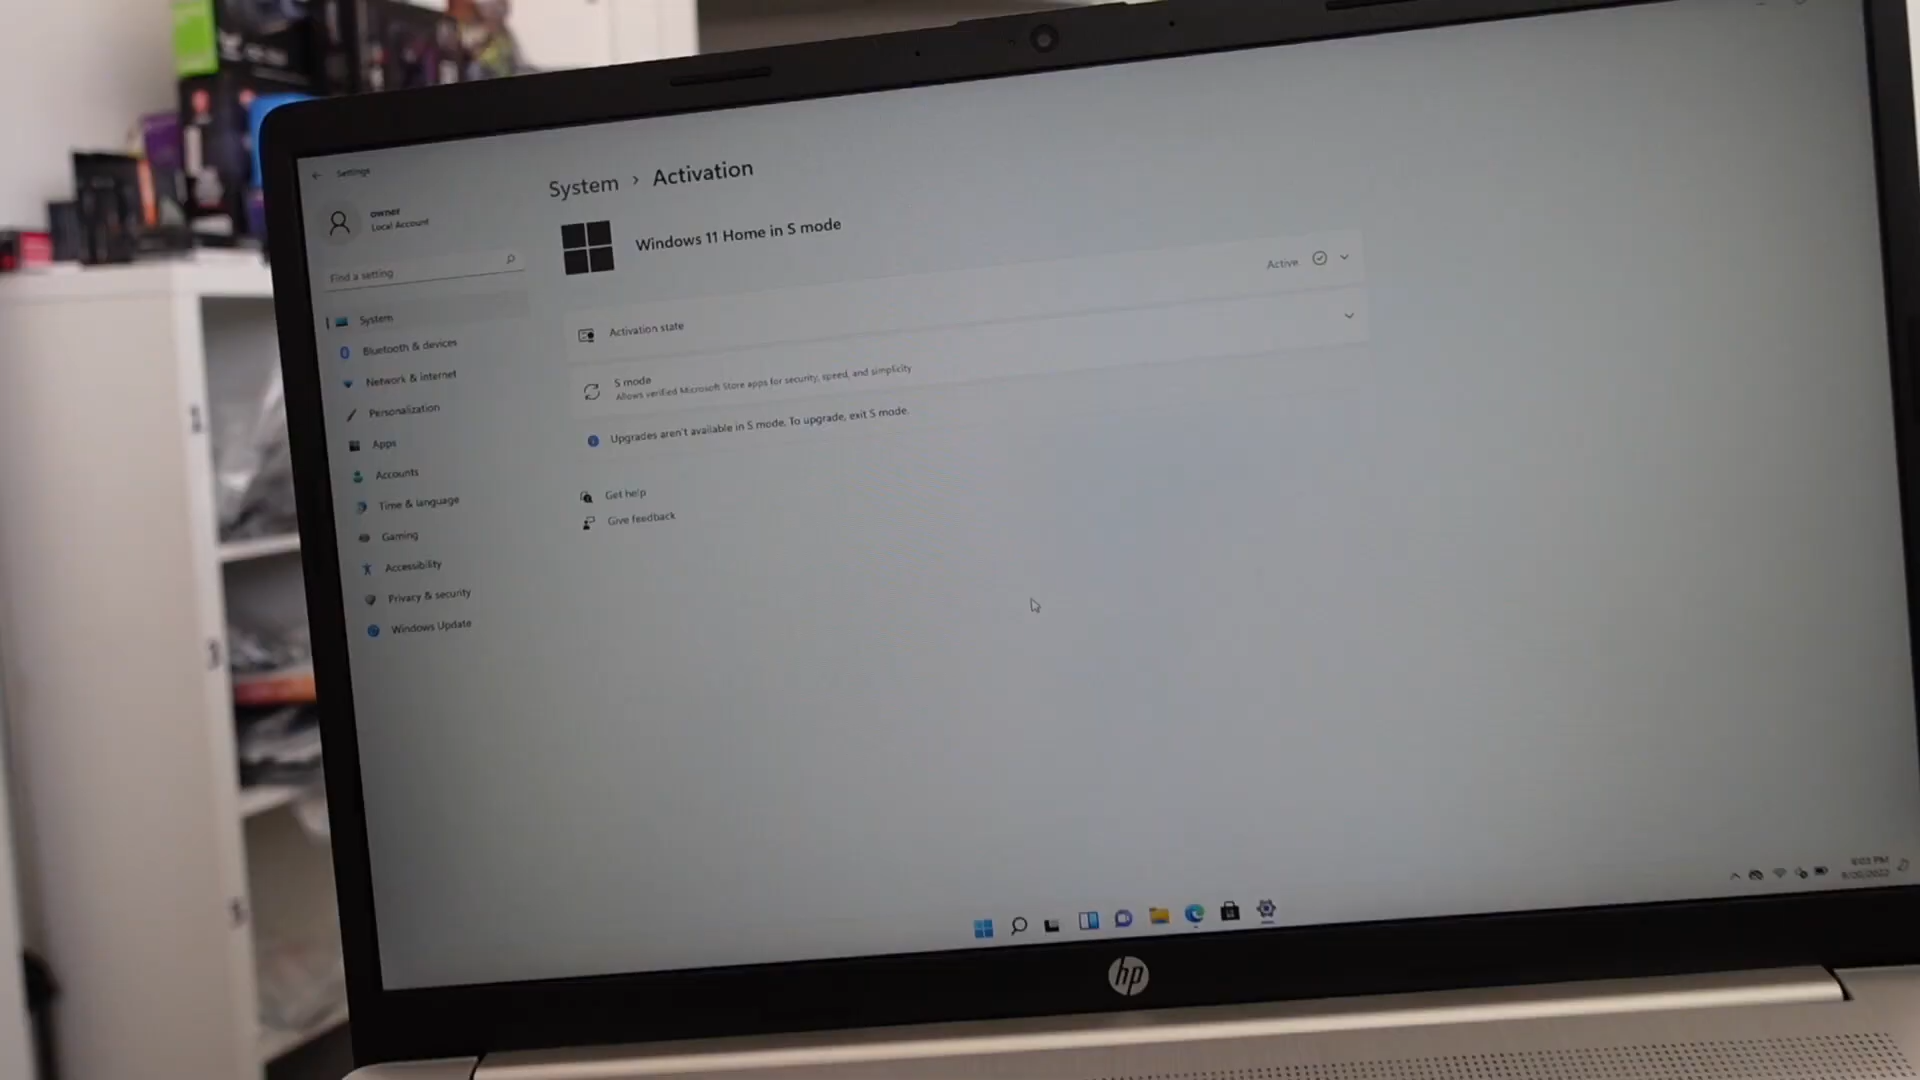 Settings
owner
Local Account
Find a setting
System
Bluetooth & devices
Network & internet
Personalization
Apps
Accounts
Time & language
Gaming
Accessibility
Privacy & security
Windows Update
System › Activation
Windows 11 Home in S mode
Activation state
Active
S mode
Allows verified Microsoft Store apps for security, speed, and simplicity
Upgrades aren't available in S mode. To upgrade, exit S mode.
Get help
Give feedback
hp
1
3